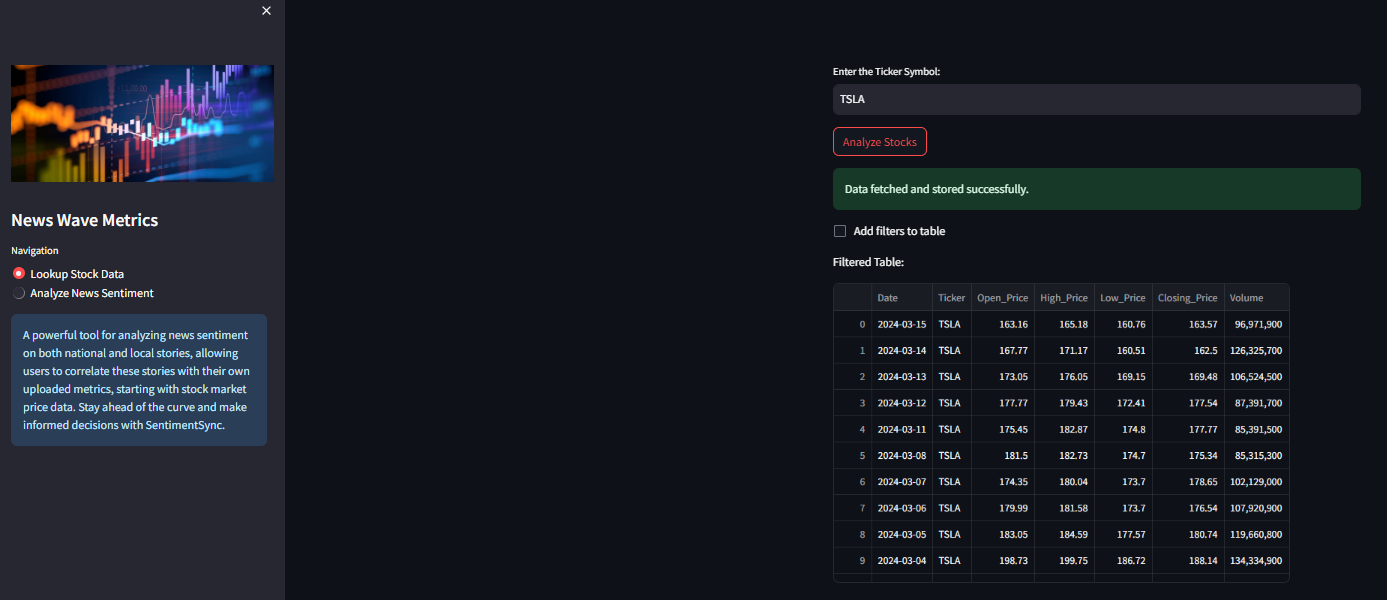 ×
News Wave Metrics
Navigation
Lookup Stock Data
Analyze News Sentiment
A powerful tool for analyzing news sentiment
on both national and local stories, allowing
users to correlate these stories with their own
uploaded metrics, starting with stock market
price data. Stay ahead of the curve and make
informed decisions with SentimentSync.
Enter the Ticker Symbol:
TSLA
Analyze Stocks
Data fetched and stored successfully.
Add filters to table
Filtered Table:
Date Ticker Open_Price High_Price Low_Price Closing_Price Volume
0 2024-03-15 TSLA 163.16 165.18 160.76 163.57 96,971,900
1 2024-03-14 TSLA 167.77 171.17 160.51 162.5 126,325,700
2 2024-03-13 TSLA 173.05 176.05 169.15 169.48 106,524,500
3 2024-03-12 TSLA 177.77 179.43 172.41 177.54 87,391,700
4 2024-03-11 TSLA 175.45 182.87 174.8 177.77 85,391,500
5 2024-03-08 TSLA 181.5 182.73 174.7 175.34 85,315,300
6 2024-03-07 TSLA 174.35 180.04 173.7 178.65 102,129,000
7 2024-03-06 TSLA 179.99 181.58 173.7 176.54 107,920,900
8 2024-03-05 TSLA 183.05 184.59 177.57 180.74 119,660,800
9 2024-03-04 TSLA 198.73 199.75 186.72 188.14 134,334,900